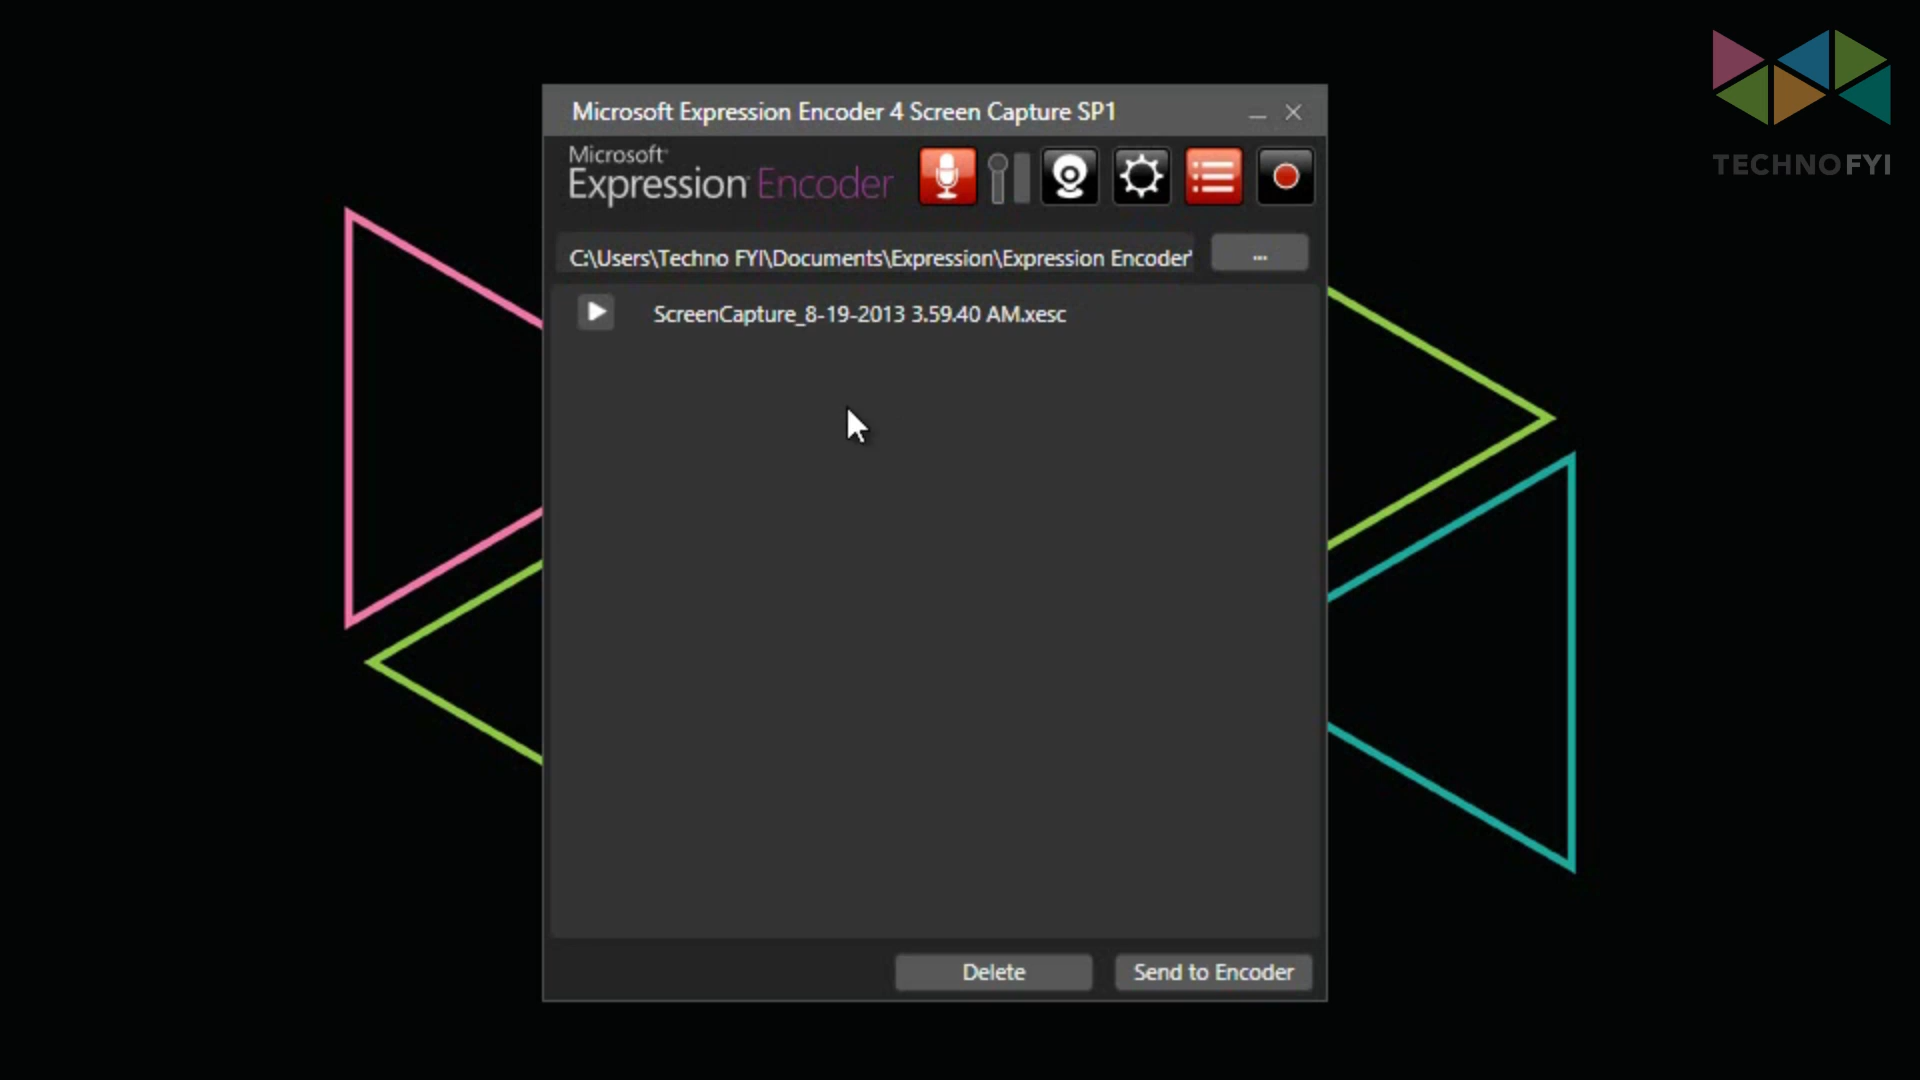 TECHNOFYI
Microsoft Expression Encoder 4 Screen Capture SP1
Microsoft
Expression Encoder
C:\Users\Techno FYI\Documents\Expression\Expression Encoder\
...
ScreenCapture_8-19-2013 3.59.40 AM.xesc
Delete
Send to Encoder